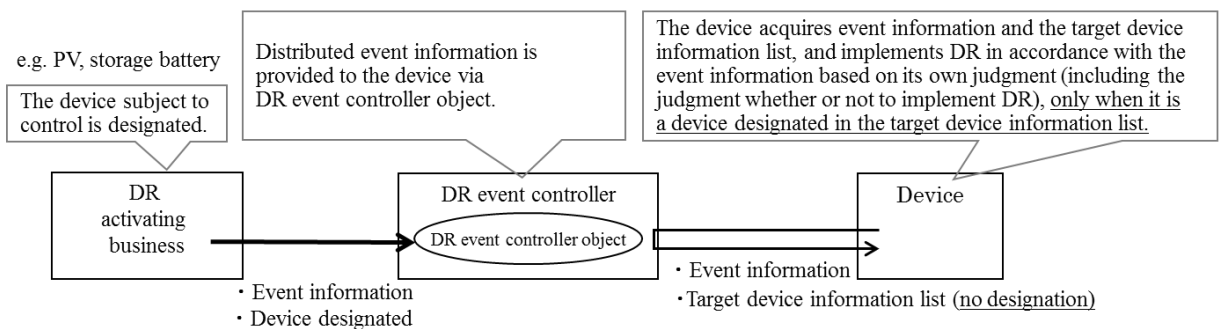 e.g. PV, storage battery
The device subject to
control is designated.
Distributed event information is
provided to the device via
DR event controller object.
The device acquires event information and the target device
information list, and implements DR in accordance with the
event information based on its own judgment (including the
judgment whether or not to implement DR), only when it is
a device designated in the target device information list.
DR
activating
business
DR event controller
DR event controller object
Device
・Event information
・Device designated
・Event information
・Target device information list (no designation)